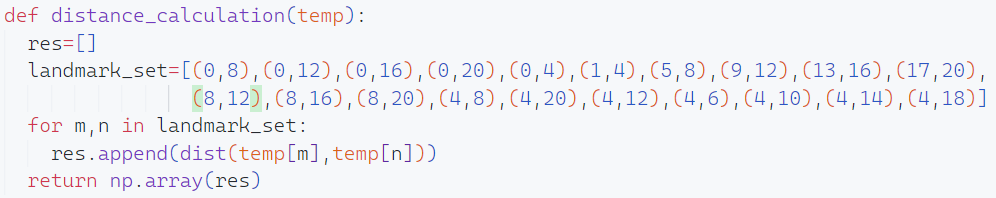 def distance_calculation(temp):
  res=[]
  landmark_set=[(0,8),(0,12),(0,16),(0,20),(0,4),(1,4),(5,8),(9,12),(13,16),(17,20),
                (8,12),(8,16),(8,20),(4,8),(4,20),(4,12),(4,6),(4,10),(4,14),(4,18)]
  for m,n in landmark_set:
    res.append(dist(temp[m],temp[n]))
  return np.array(res)